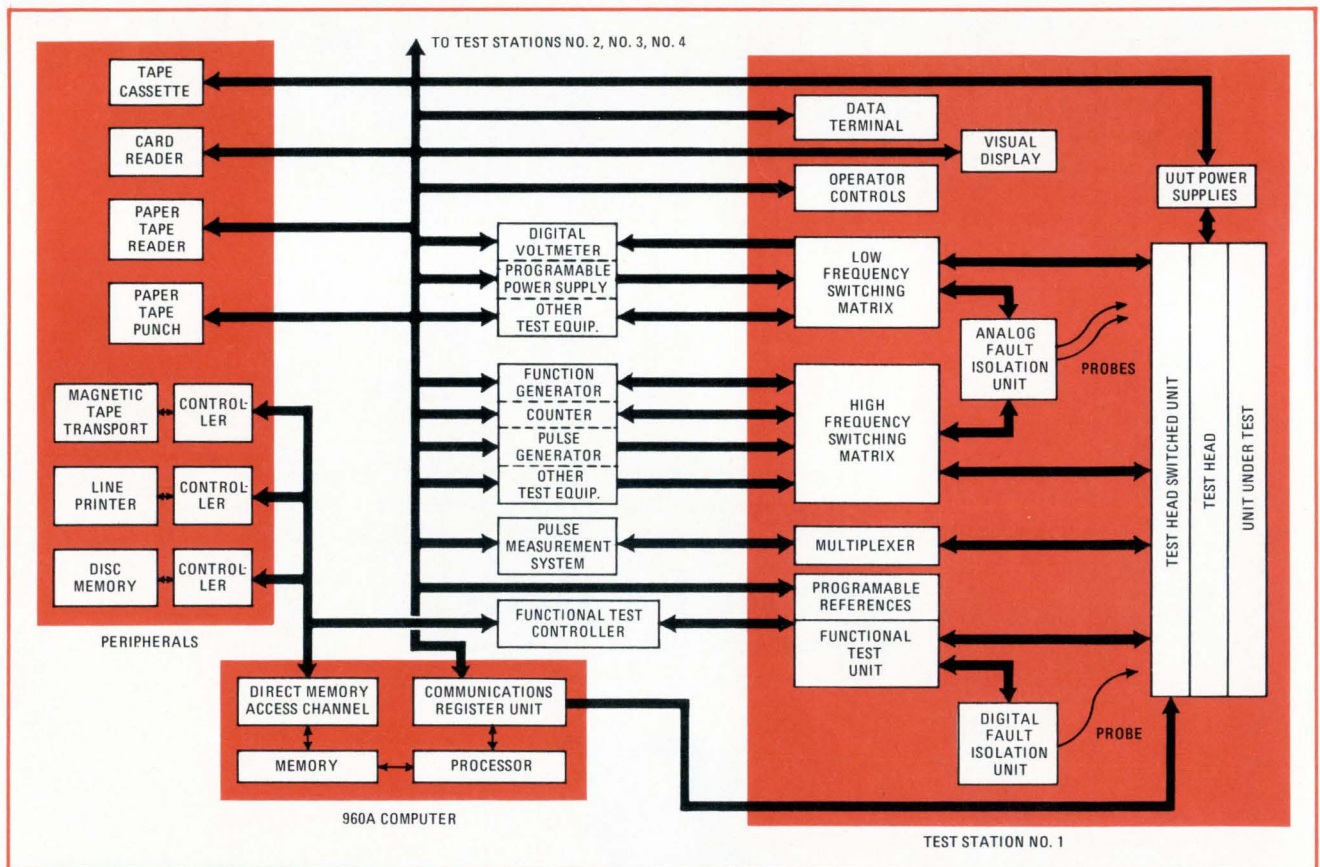 TO TEST STATIONS NO. 2, NO. 3, NO. 4
TAPE
CASSETTE
CARD
READER
PAPER
TAPE
READER
PAPER
TAPE
PUNCH
MAGNETIC
TAPE
TRANSPORT
CONTROL-
LER
LINE
PRINTER
CONTROL-
LER
DISC
MEMORY
CONTROL-
LER
PERIPHERALS
DIRECT MEMORY
ACCESS CHANNEL
COMMUNICATIONS
REGISTER UNIT
MEMORY
PROCESSOR
960A COMPUTER
DIGITAL
VOLTMETER
PROGRAMABLE
POWER SUPPLY
OTHER
TEST EQUIP.
FUNCTION
GENERATOR
COUNTER
PULSE
GENERATOR
OTHER
TEST EQUIP.
PULSE
MEASUREMENT
SYSTEM
FUNCTIONAL TEST
CONTROLLER
DATA
TERMINAL
VISUAL
DISPLAY
OPERATOR
CONTROLS
UUT POWER
SUPPLIES
LOW
FREQUENCY
SWITCHING
MATRIX
ANALOG
FAULT
ISOLATION
UNIT
PROBES
HIGH
FREQUENCY
SWITCHING
MATRIX
MULTIPLEXER
PROGRAMABLE
REFERENCES
FUNCTIONAL
TEST
UNIT
DIGITAL
FAULT
ISOLATION
UNIT
PROBE
TEST HEAD SWITCHED UNIT
TEST HEAD
UNIT UNDER TEST
TEST STATION NO. 1